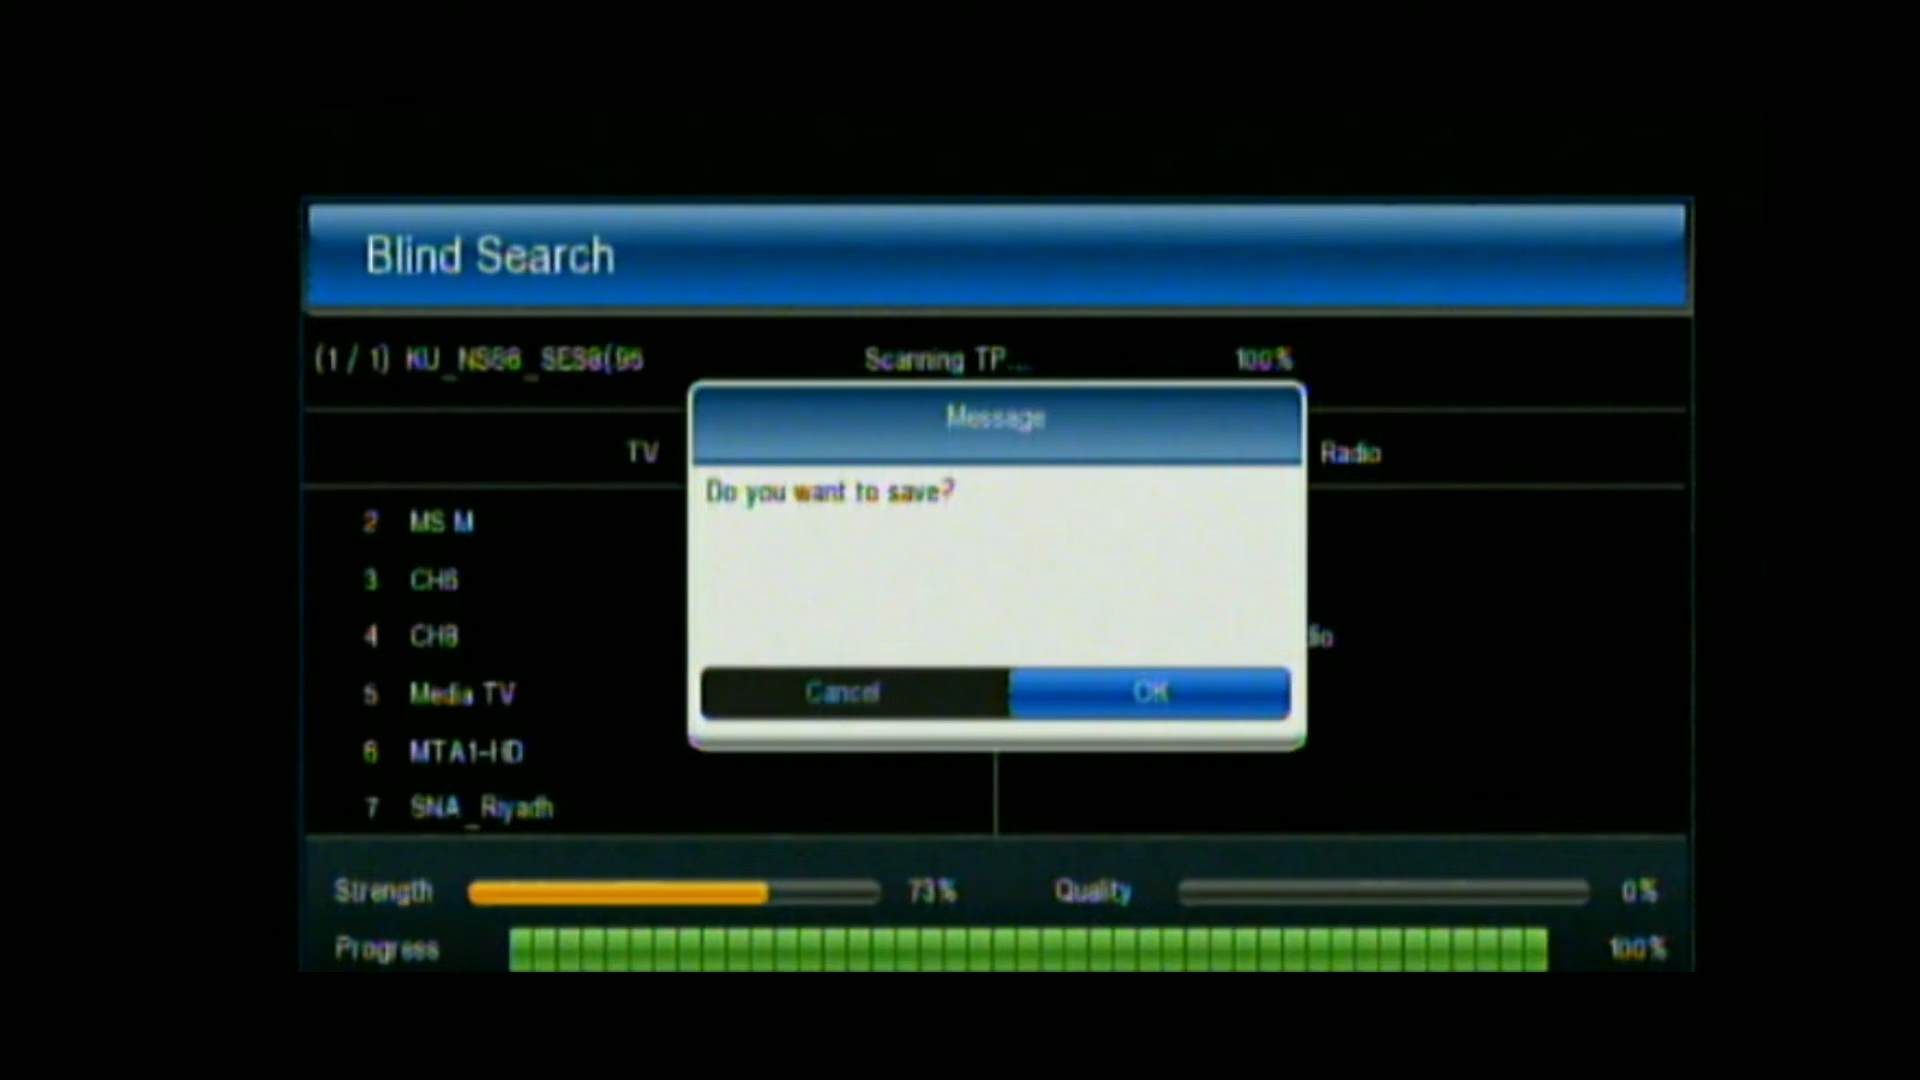 Blind Search
(1 / 1) KU_NSS6_SES8(95
Scanning TP...
100%
Message
TV
Radio
Do you want to save?
2 MS M
3 CH6
4 CH8
dio
Cancel
OK
5 Media TV
6 MTA1-HD
7 SNA_Riyadh
Strength
73%
Quality
0%
Progress
100%